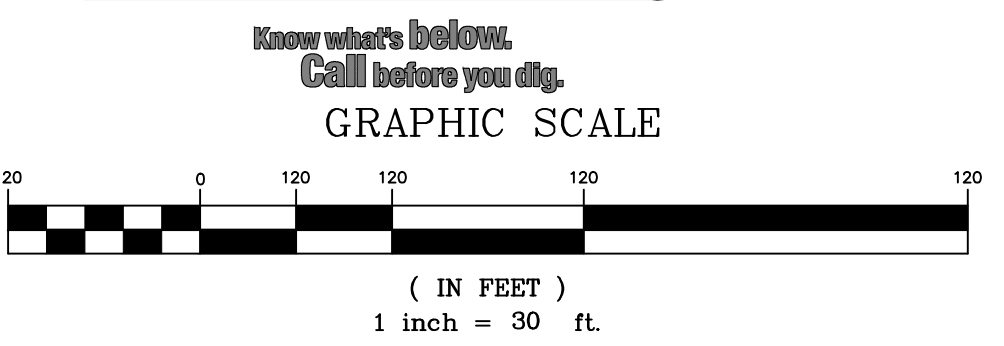 Know what's below.
Call before you dig.
GRAPHIC SCALE
20 0 120 120 120 120
( IN FEET )
1 inch = 30 ft.